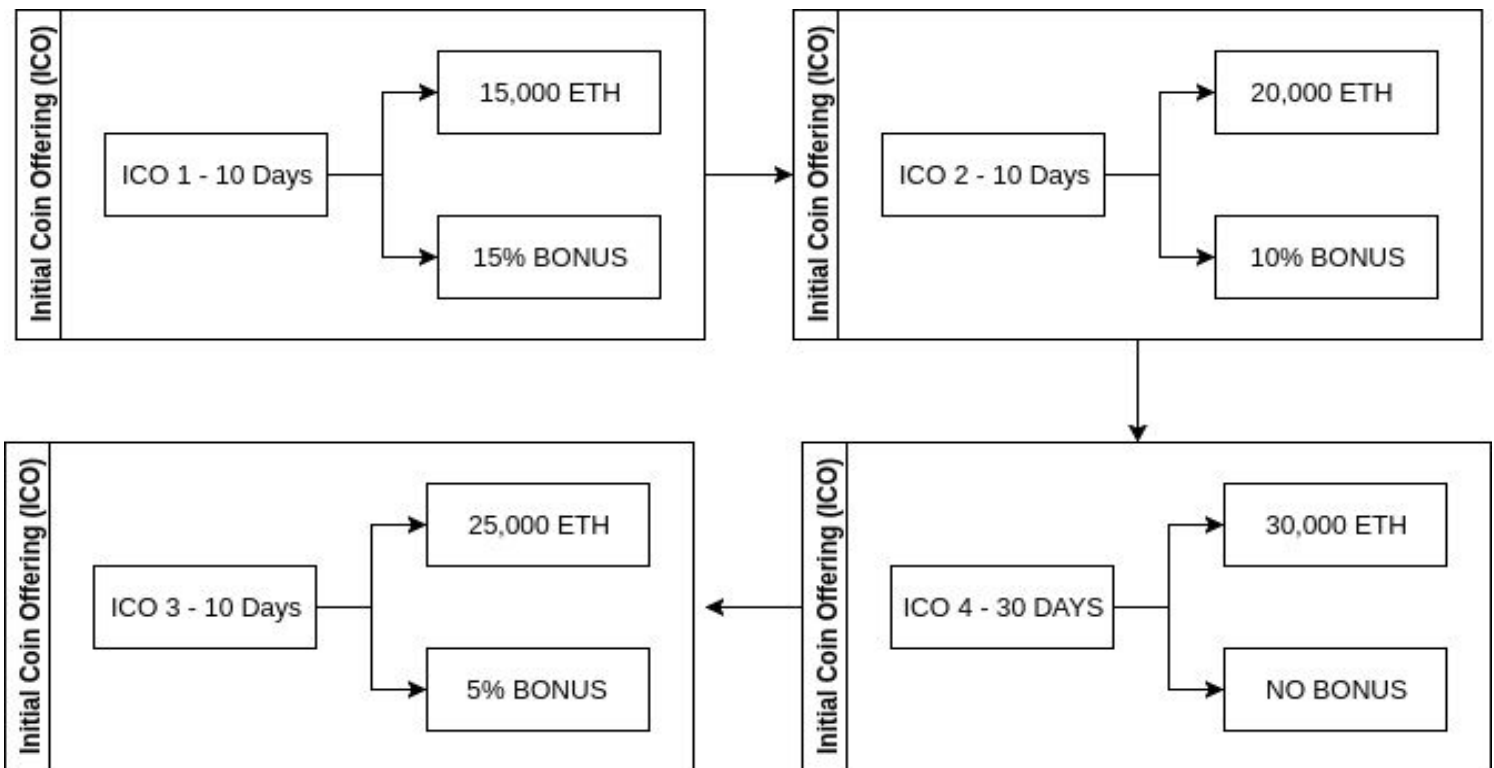 Initial Coin Offering (ICO)
ICO 1 - 10 Days
15,000 ETH
15% BONUS
Initial Coin Offering (ICO)
ICO 2 - 10 Days
20,000 ETH
10% BONUS
Initial Coin Offering (ICO)
ICO 3 - 10 Days
25,000 ETH
5% BONUS
Initial Coin Offering (ICO)
ICO 4 - 30 DAYS
30,000 ETH
NO BONUS